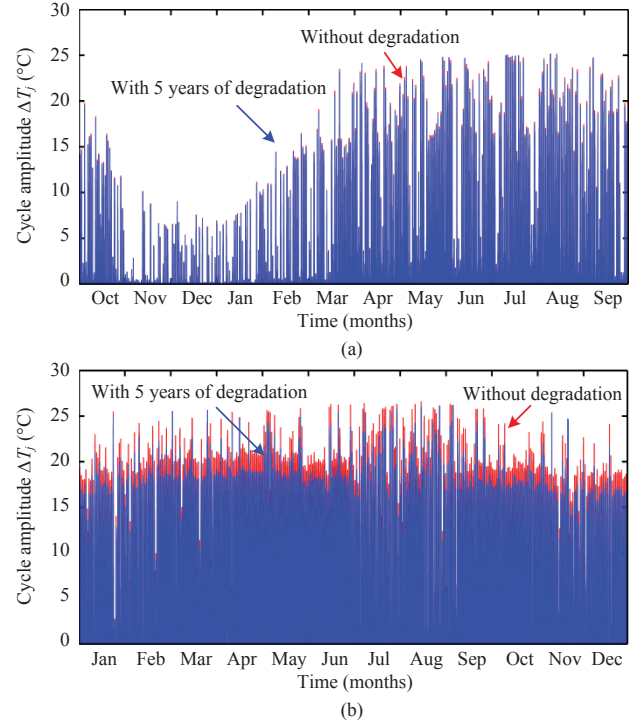 (a)
30
25
20
15
10
5
0
Cycle amplitude ΔTj (°C)
Without degradation
With 5 years of degradation
Oct Nov Dec Jan Feb Mar Apr May Jun Jul Aug Sep
Time (months)
(a)
30
25
20
15
10
5
0
Cycle amplitude ΔTj (°C)
With 5 years of degradation
Without degradation
Jan Feb Mar Apr May Jun Jul Aug Sep Oct Nov Dec
Time (months)
(b)